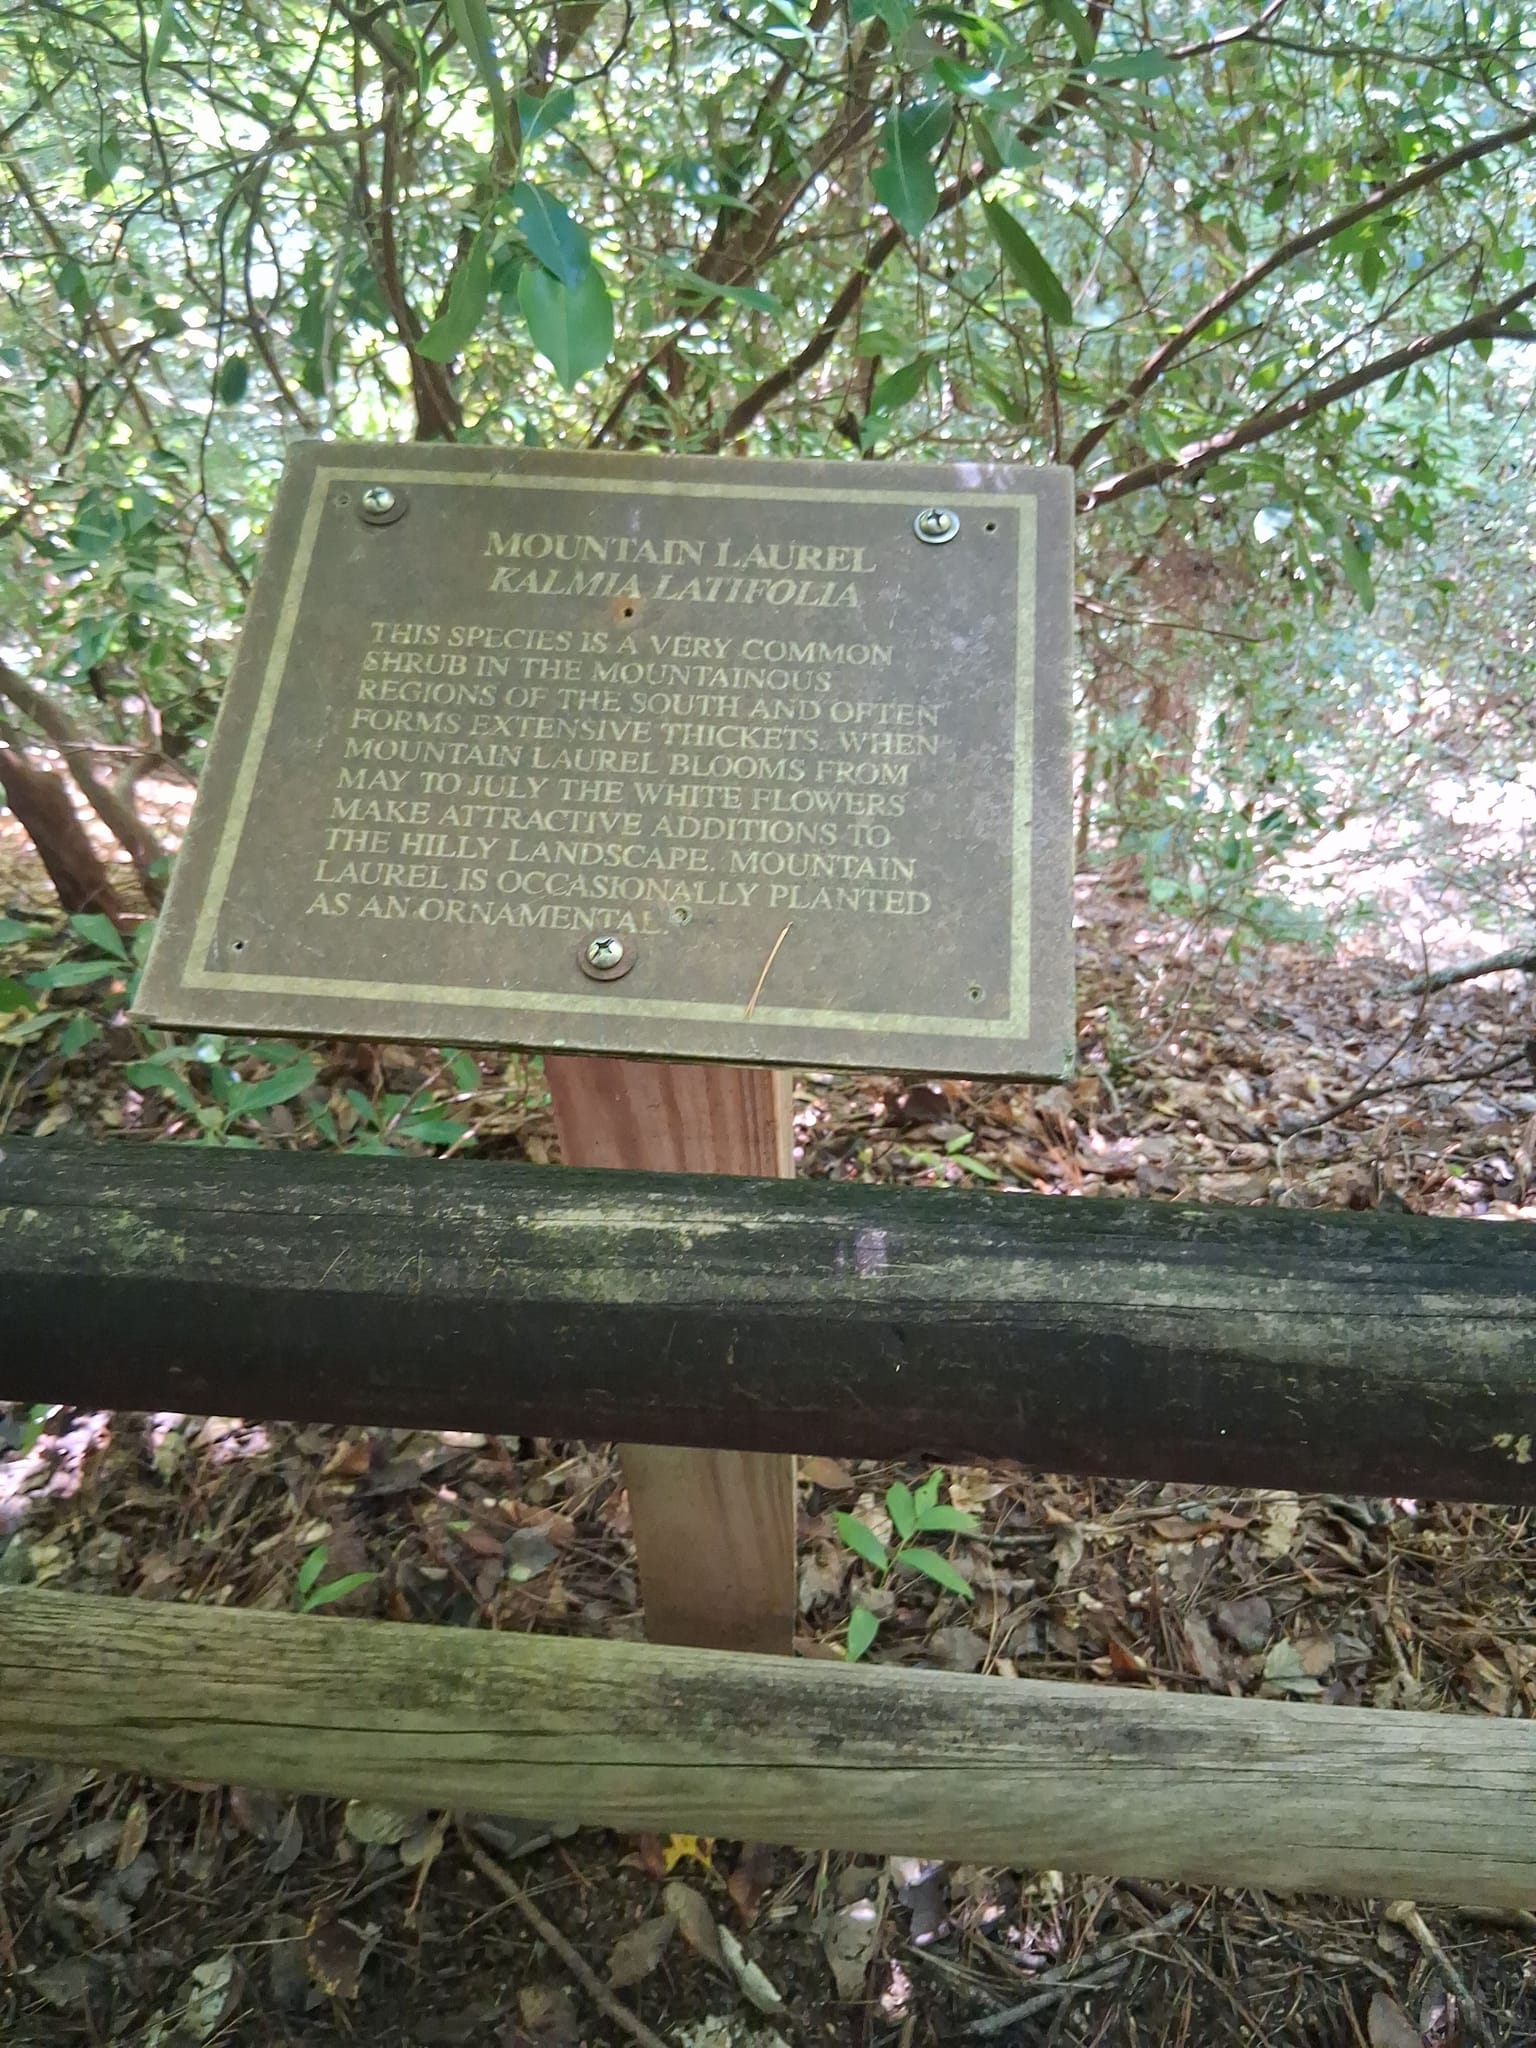 MOUNTAIN LAUREL
KALMIA LATIFOLIA
THIS SPECIES IS A VERY COMMON
SHRUB IN THE MOUNTAINOUS
REGIONS OF THE SOUTH AND OFTEN
FORMS EXTENSIVE THICKETS. WHEN
MOUNTAIN LAUREL BLOOMS FROM
MAY TO JULY THE WHITE FLOWERS
MAKE ATTRACTIVE ADDITIONS TO
THE HILLY LANDSCAPE. MOUNTAIN
LAUREL IS OCCASIONALLY PLANTED
AS AN ORNAMENTAL.